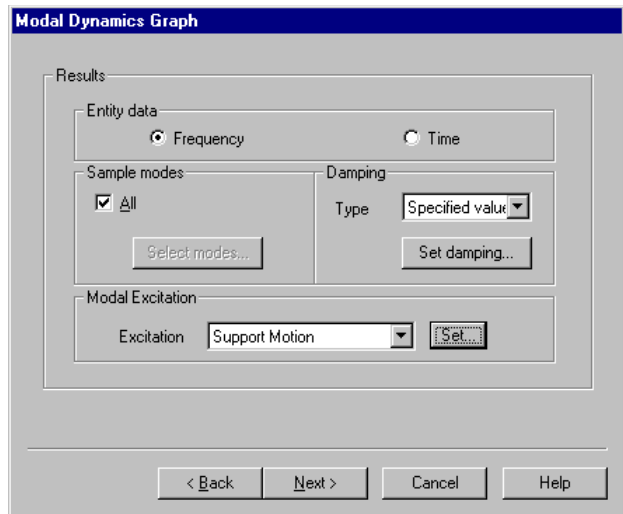 Modal Dynamics Graph
Results
Entity data
Frequency
Time
Sample modes
All
Select modes...
Damping
Type
Specified value
Set damping...
Modal Excitation
Excitation
Support Motion
Set...
< Back
Next >
Cancel
Help